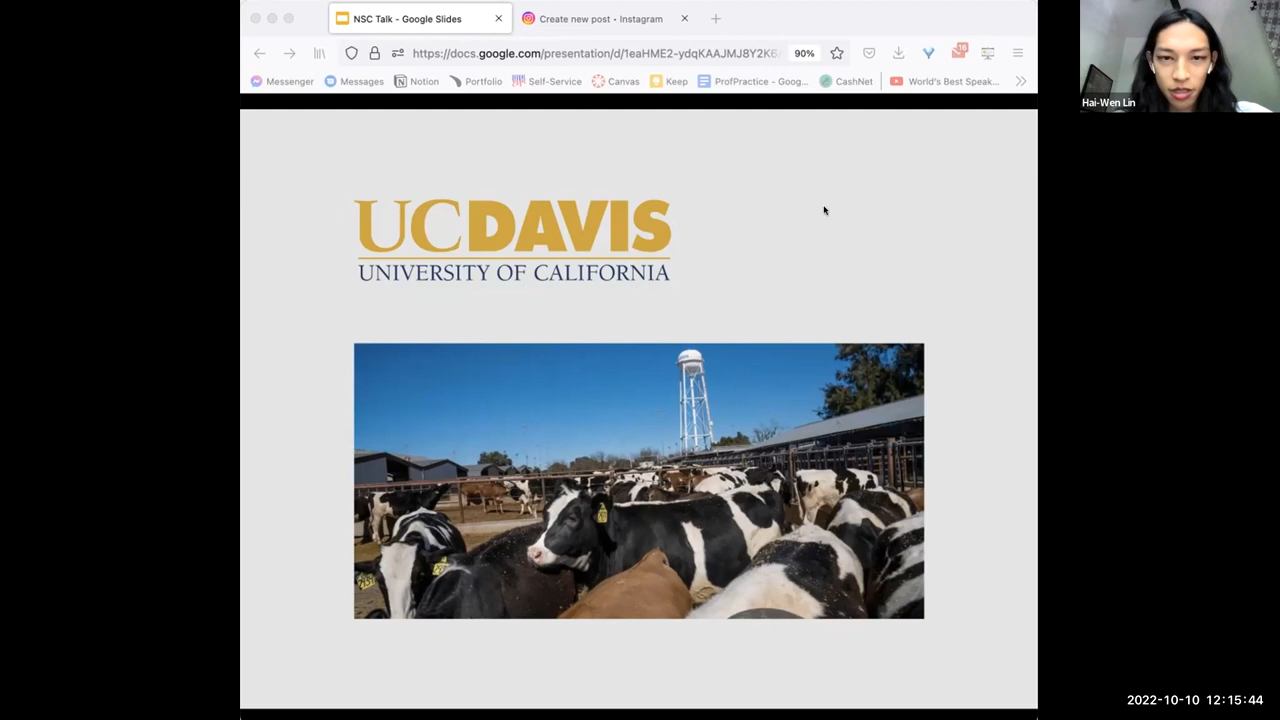 NSC Talk - Google Slides
Create new post • Instagram
https://docs.google.com/presentation/d/1eaHME2-ydqKAAJMJ8Y2K6
90%
16
Messenger
Messages
Notion
Portfolio
Self-Service
Canvas
Keep
ProfPractice - Goog...
CashNet
World's Best Speak...
Hai-Wen Lin
UCDAVIS
UNIVERSITY OF CALIFORNIA
2022-10-10 12:15:44